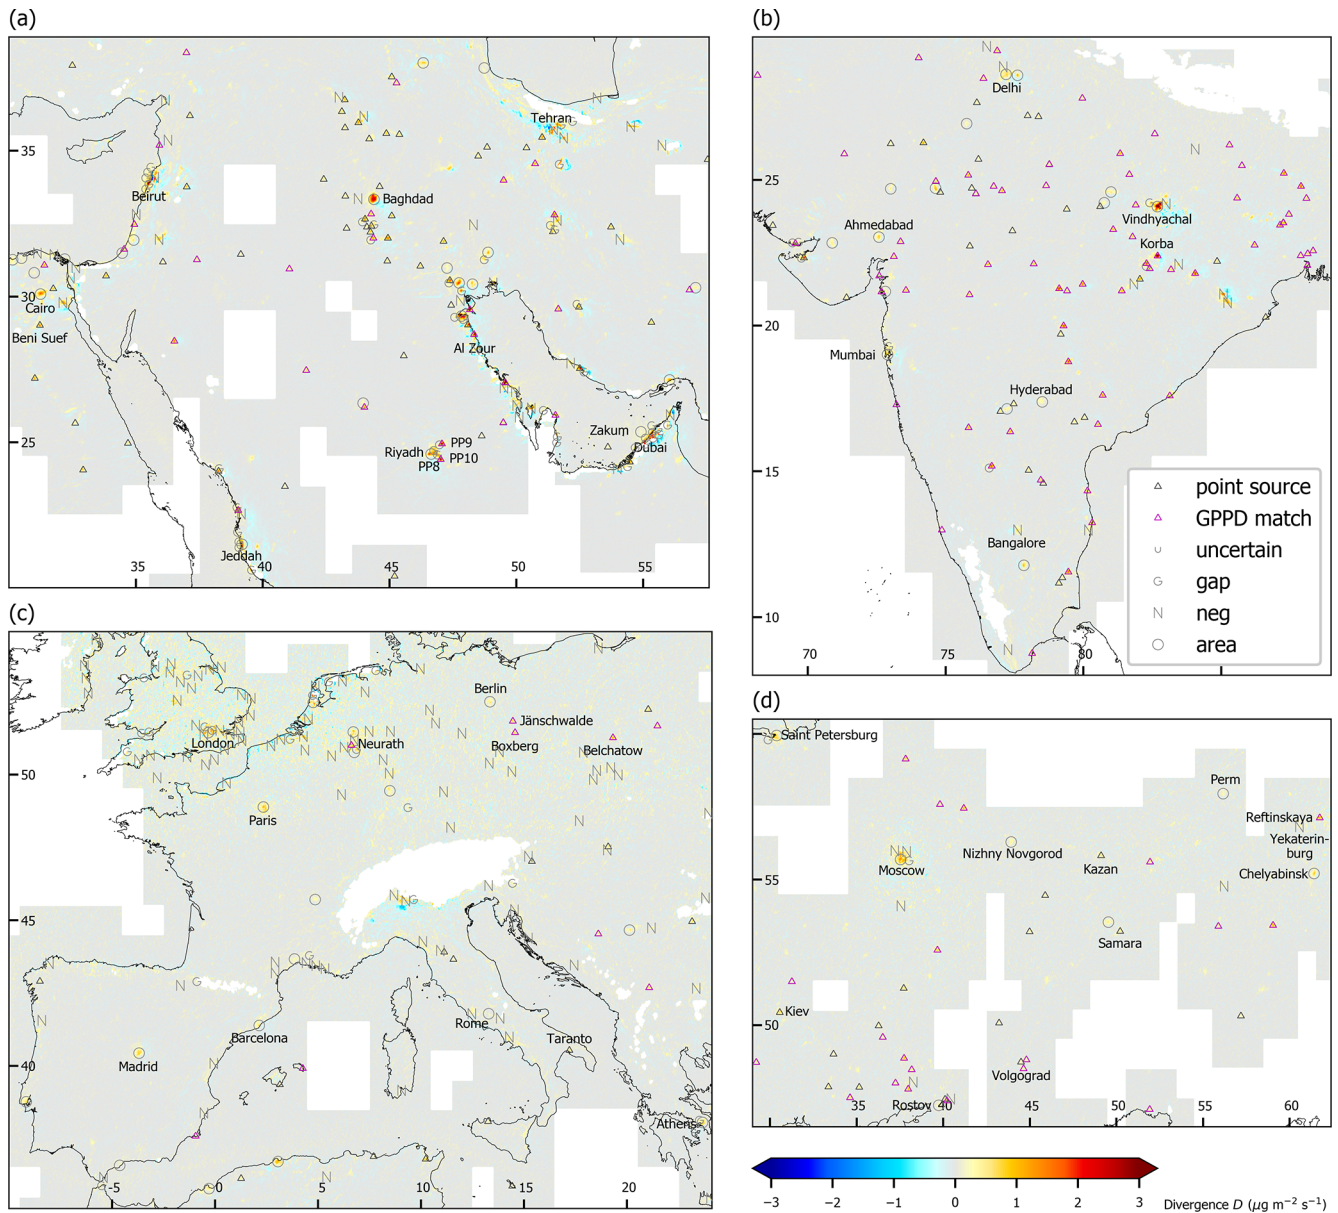 (a)
Tehran
35
Beirut
Baghdad
30
Cairo
Beni Suef
Al Zour
25
Riyadh
PP9
PP8
PP10
Zakum
Dubai
Jeddah
35
40
45
50
55
(b)
Delhi
25
Vindhyachal
Ahmedabad
Korba
20
Mumbai
Hyderabad
15
Bangalore
10
70
75
80
point source
GPPD match
uncertain
gap
neg
area
(c)
Berlin
Jänschwalde
London
Neurath
Boxberg
Belchatow
50
Paris
45
Rome
Barcelona
Taranto
Madrid
40
Athens
−5
0
5
10
15
20
(d)
Saint Petersburg
Perm
Reftinskaya
Yekaterin-
burg
Nizhny Novgorod
Moscow
Kazan
Chelyabinsk
55
Samara
Kiev
50
Volgograd
Rostov
35
40
45
50
55
60
−3
−2
−1
0
1
2
3
Divergence D (μg m⁻² s⁻¹)